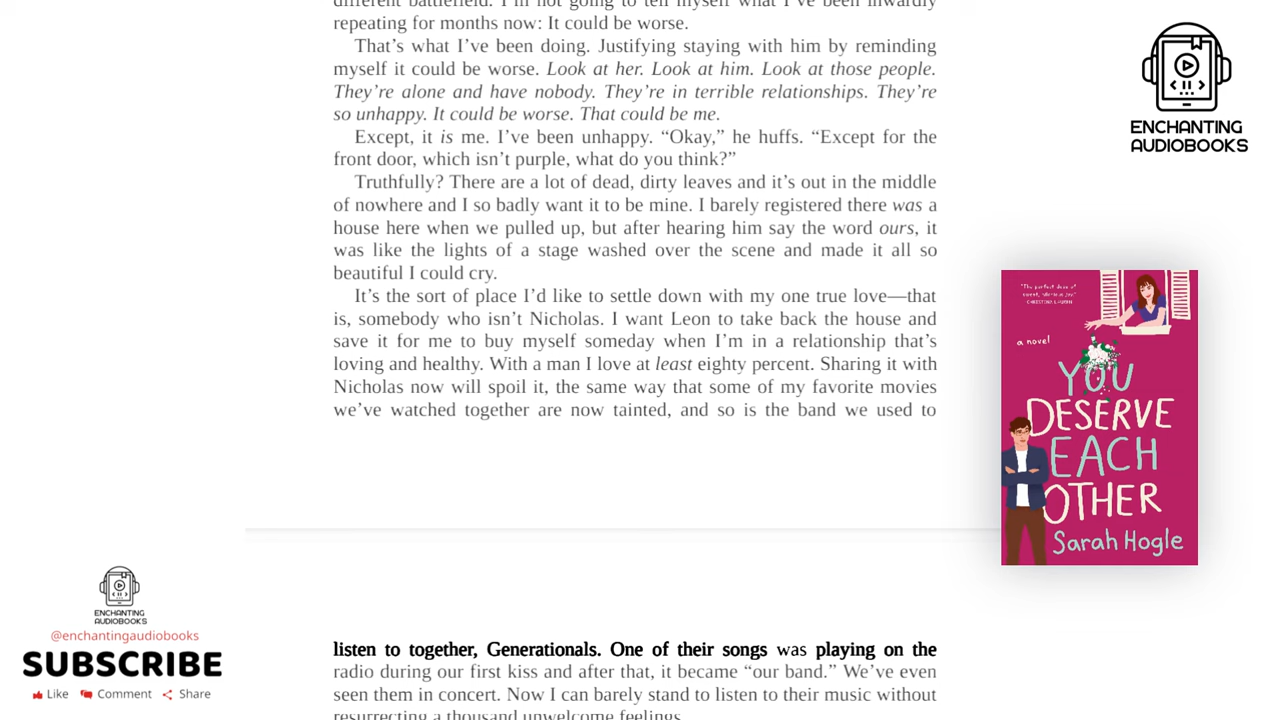 different battlefield. I'm not going to tell myself what I've been inwardly
repeating for months now: It could be worse.
That's what I've been doing. Justifying staying with him by reminding
myself it could be worse. Look at her. Look at him. Look at those people.
They're alone and have nobody. They're in terrible relationships. They're
so unhappy. It could be worse. That could be me.
Except, it is me. I've been unhappy. “Okay,” he huffs. “Except for the
front door, which isn't purple, what do you think?”
Truthfully? There are a lot of dead, dirty leaves and it's out in the middle
of nowhere and I so badly want it to be mine. I barely registered there was a
house here when we pulled up, but after hearing him say the word ours, it
was like the lights of a stage washed over the scene and made it all so
beautiful I could cry.
It's the sort of place I'd like to settle down with my one true love—that
is, somebody who isn't Nicholas. I want Leon to take back the house and
save it for me to buy myself someday when I'm in a relationship that's
loving and healthy. With a man I love at least eighty percent. Sharing it with
Nicholas now will spoil it, the same way that some of my favorite movies
we've watched together are now tainted, and so is the band we used to
listen to together, Generationals. One of their songs was playing on the
radio during our first kiss and after that, it became “our band.” We've even
seen them in concert. Now I can barely stand to listen to their music without
resurrecting a thousand unwelcome feelings.
ENCHANTING
AUDIOBOOKS
a novel
YOU
DESERVE
EACH
OTHER
Sarah Hogle
ENCHANTING
AUDIOBOOKS
@enchantingaudiobooks
SUBSCRIBE
Like Comment Share